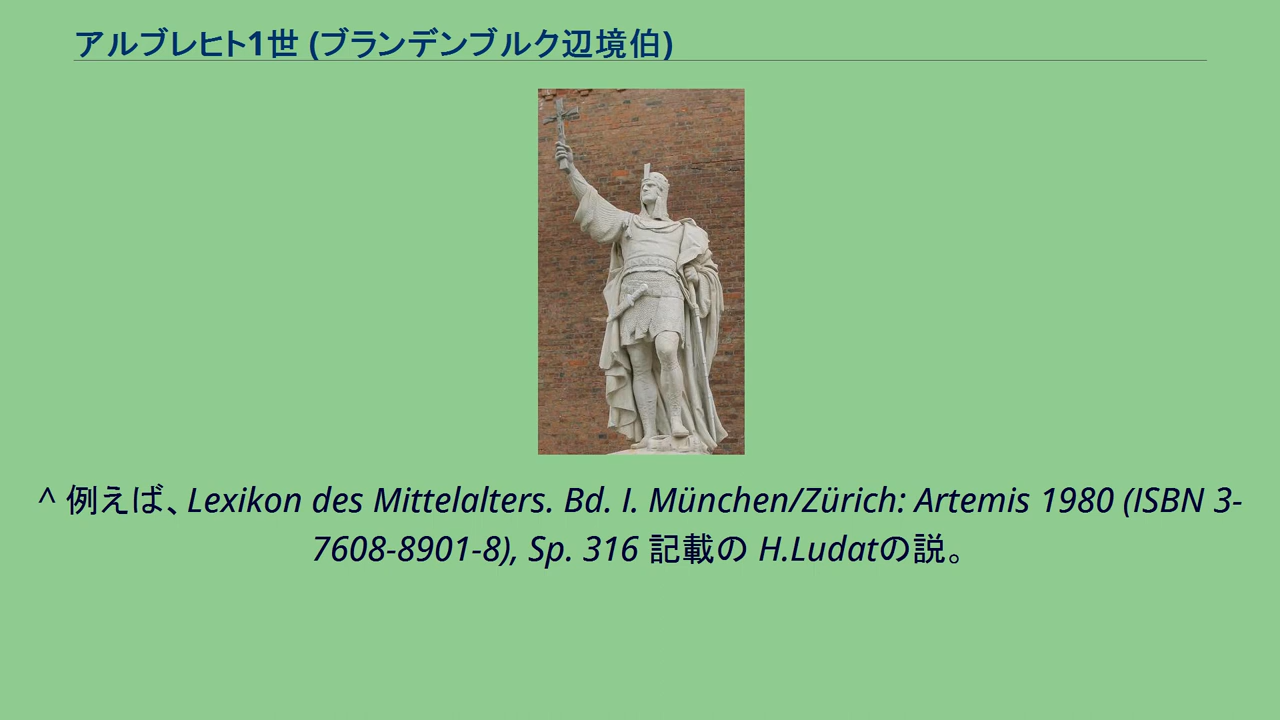 アルブレヒト1世 (ブランデンブルク辺境伯)
^ 例えば、Lexikon des Mittelalters. Bd. I. München/Zürich: Artemis 1980 (ISBN 3-
7608-8901-8), Sp. 316 記載の H.Ludatの説。